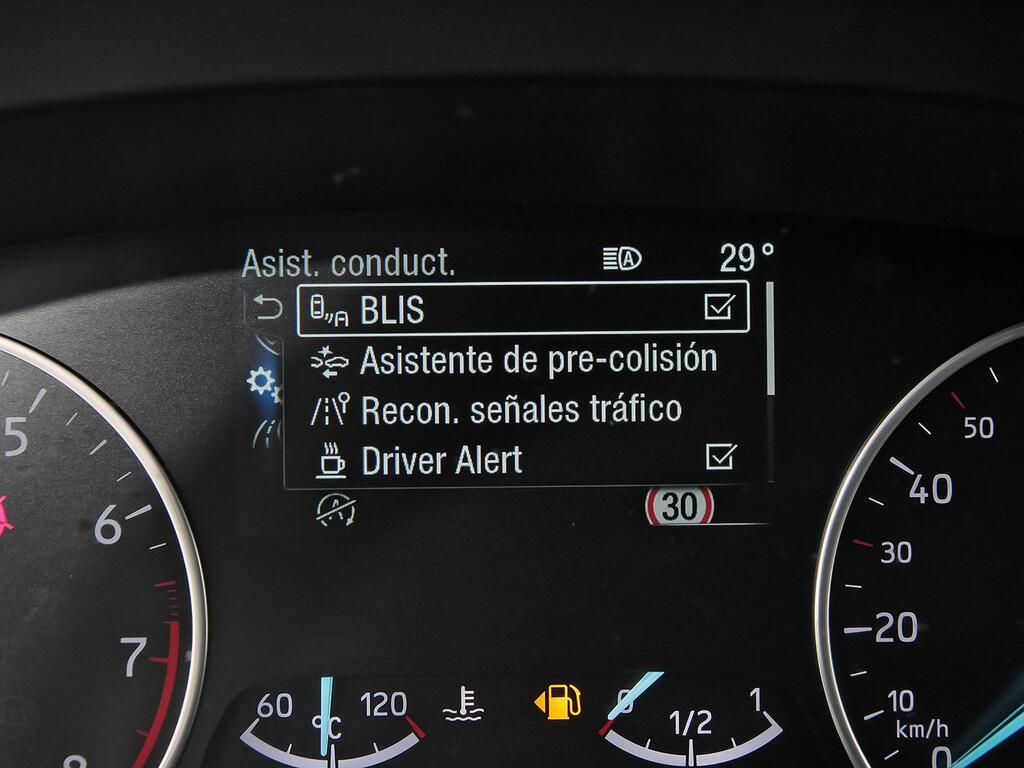 Asist. conduct. A 29°
BLIS
Asistente de pre-colisión
Recon. señales tráfico
Driver Alert
A 30
5
6
7
8
50
40
30
20
10
km/h
0
60 °C 120
0 1/2 1